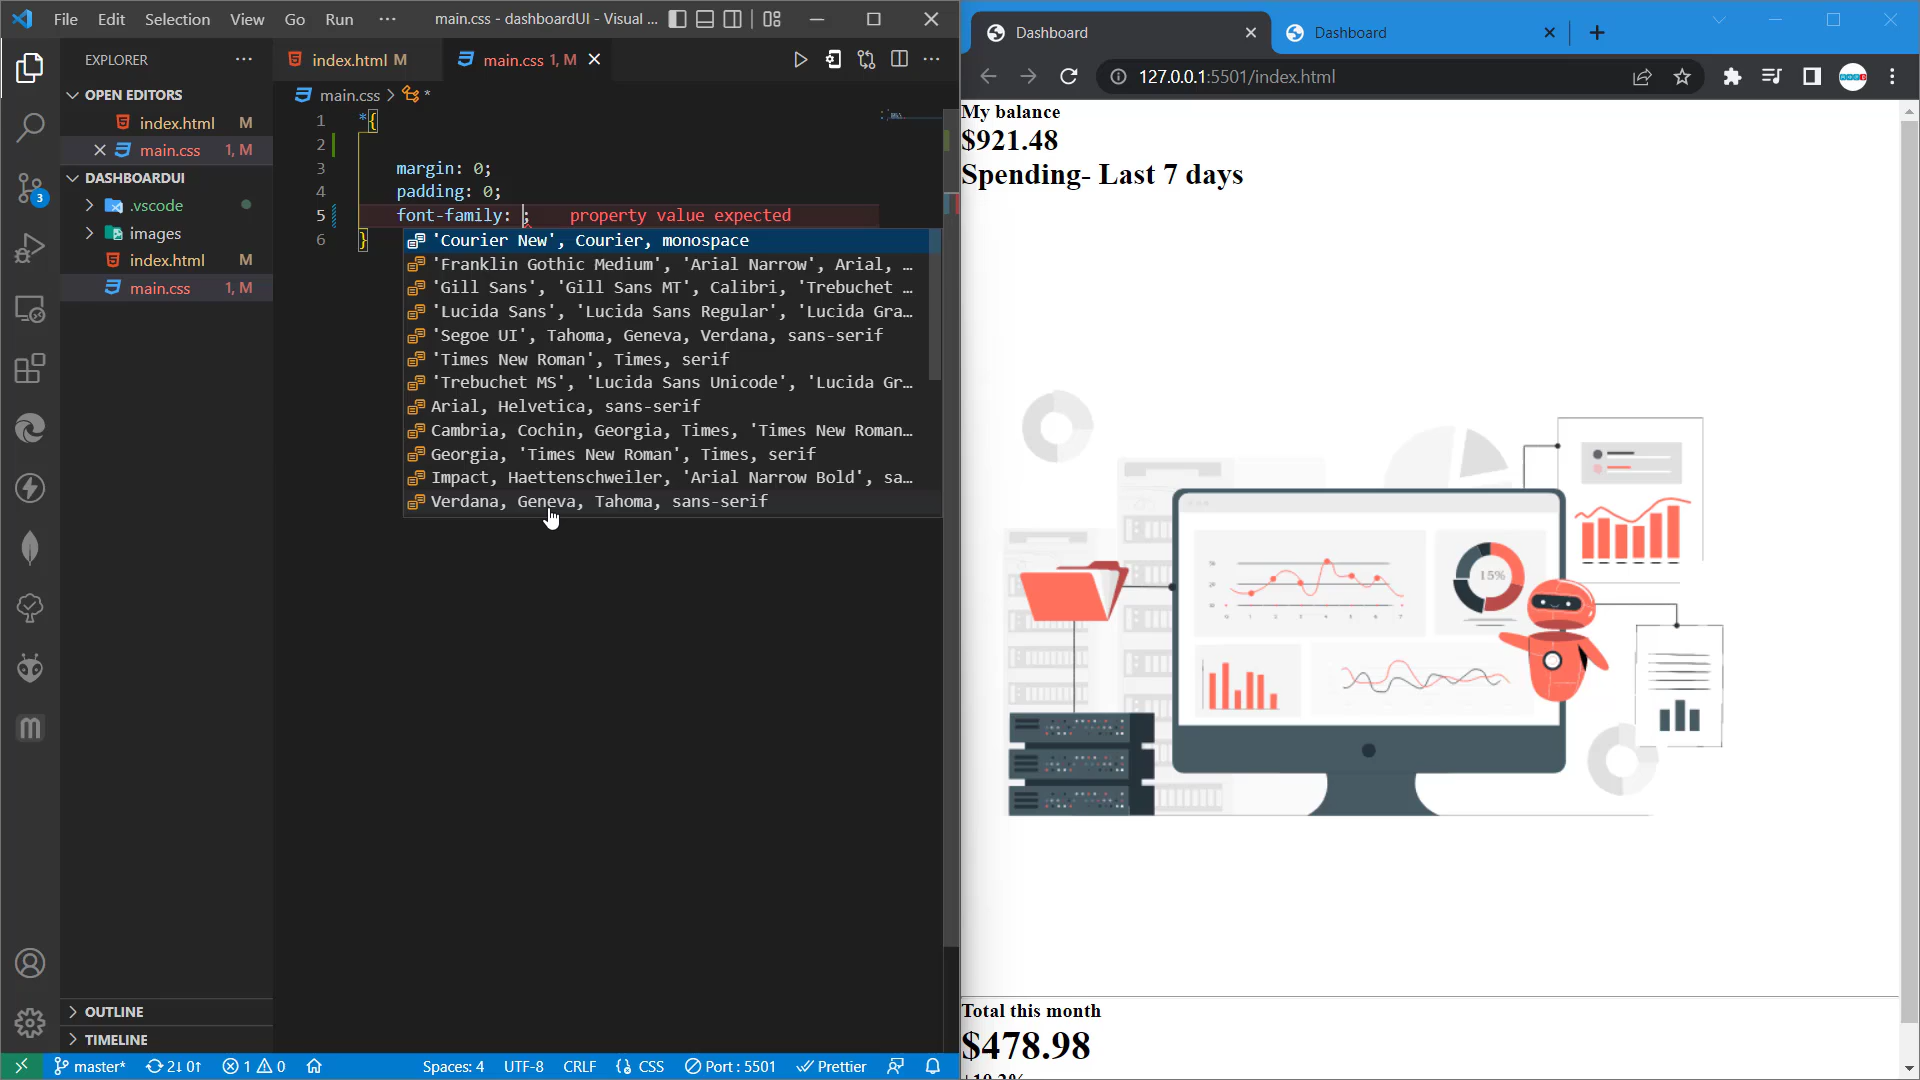 File Edit Selection View Go Run ··· main.css - dashboardUI - Visual ...
EXPLORER
OPEN EDITORS
index.html M
main.css 1, M
DASHBOARDUI
.vscode
images
index.html M
main.css 1, M
OUTLINE
TIMELINE
3
index.html M main.css 1, M
main.css > *
1 *{
2
3 margin: 0;
4 padding: 0;
5 font-family: ; property value expected
6 }
'Courier New', Courier, monospace
'Franklin Gothic Medium', 'Arial Narrow', Arial, …
'Gill Sans', 'Gill Sans MT', Calibri, 'Trebuchet …
'Lucida Sans', 'Lucida Sans Regular', 'Lucida Gra…
'Segoe UI', Tahoma, Geneva, Verdana, sans-serif
'Times New Roman', Times, serif
'Trebuchet MS', 'Lucida Sans Unicode', 'Lucida Gr…
Arial, Helvetica, sans-serif
Cambria, Cochin, Georgia, Times, 'Times New Roman…
Georgia, 'Times New Roman', Times, serif
Impact, Haettenschweiler, 'Arial Narrow Bold', sa…
Verdana, Geneva, Tahoma, sans-serif
master* 2↓ 0↑ 1 0 Spaces: 4 UTF-8 CRLF {} CSS Port : 5501 Prettier
Dashboard Dashboard
127.0.0.1:5501/index.html
My balance
$921.48
Spending- Last 7 days
15%
Total this month
$478.98